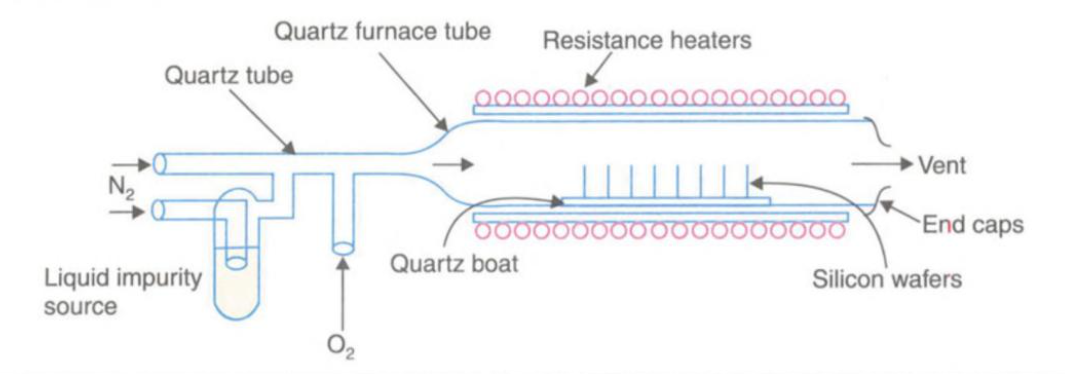 Quartz furnace tube
Resistance heaters
Quartz tube
N₂
Vent
End caps
Quartz boat
Liquid impurity
source
Silicon wafers
O₂